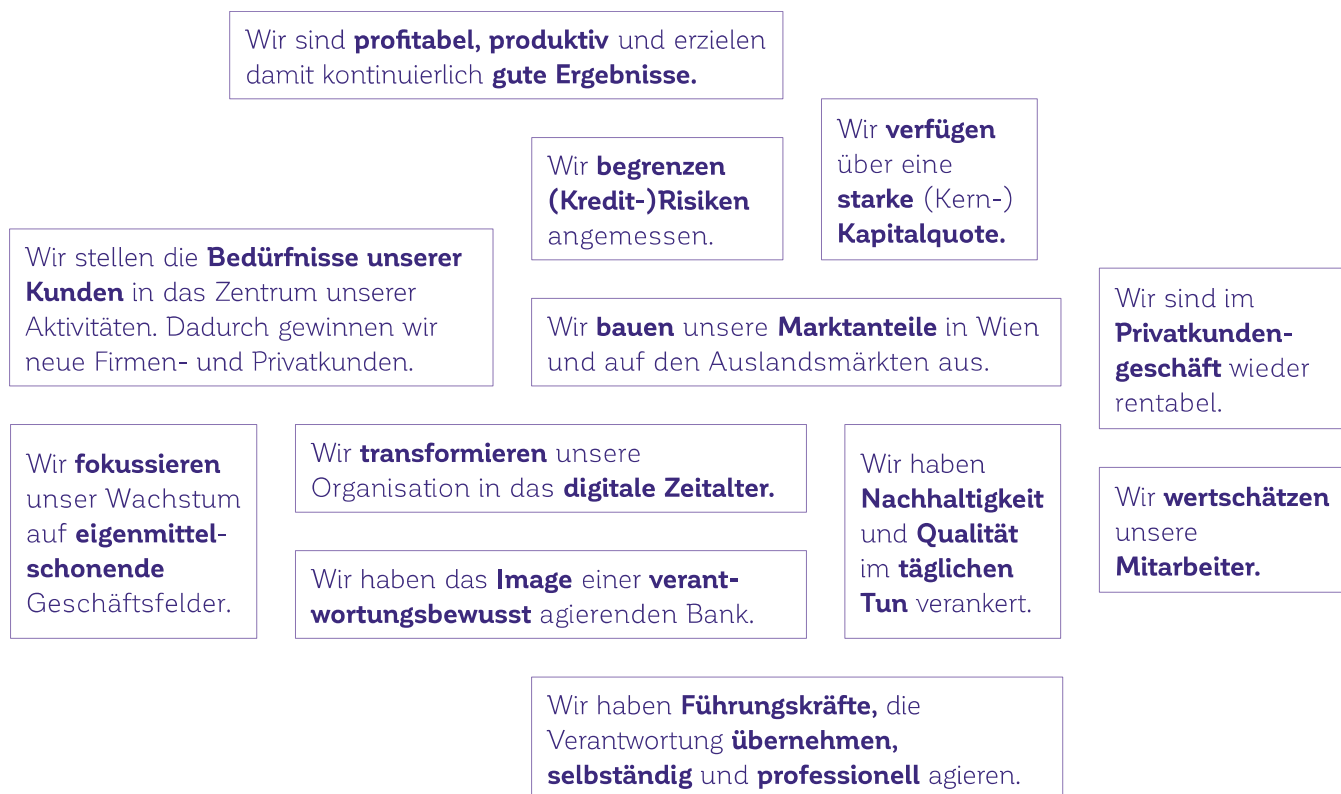 Wir sind profitabel, produktiv und erzielen
damit kontinuierlich gute Ergebnisse.
Wir begrenzen
(Kredit-)Risiken
angemessen.
Wir verfügen
über eine
starke (Kern-)
Kapitalquote.
Wir stellen die Bedürfnisse unserer
Kunden in das Zentrum unserer
Aktivitäten. Dadurch gewinnen wir
neue Firmen- und Privatkunden.
Wir bauen unsere Marktanteile in Wien
und auf den Auslandsmärkten aus.
Wir sind im
Privatkunden-
geschäft wieder
rentabel.
Wir fokussieren
unser Wachstum
auf eigenmittel-
schonende
Geschäftsfelder.
Wir transformieren unsere
Organisation in das digitale Zeitalter.
Wir haben das Image einer verant-
wortungsbewusst agierenden Bank.
Wir haben
Nachhaltigkeit
und Qualität
im täglichen
Tun verankert.
Wir wertschätzen
unsere
Mitarbeiter.
Wir haben Führungskräfte, die
Verantwortung übernehmen,
selbständig und professionell agieren.